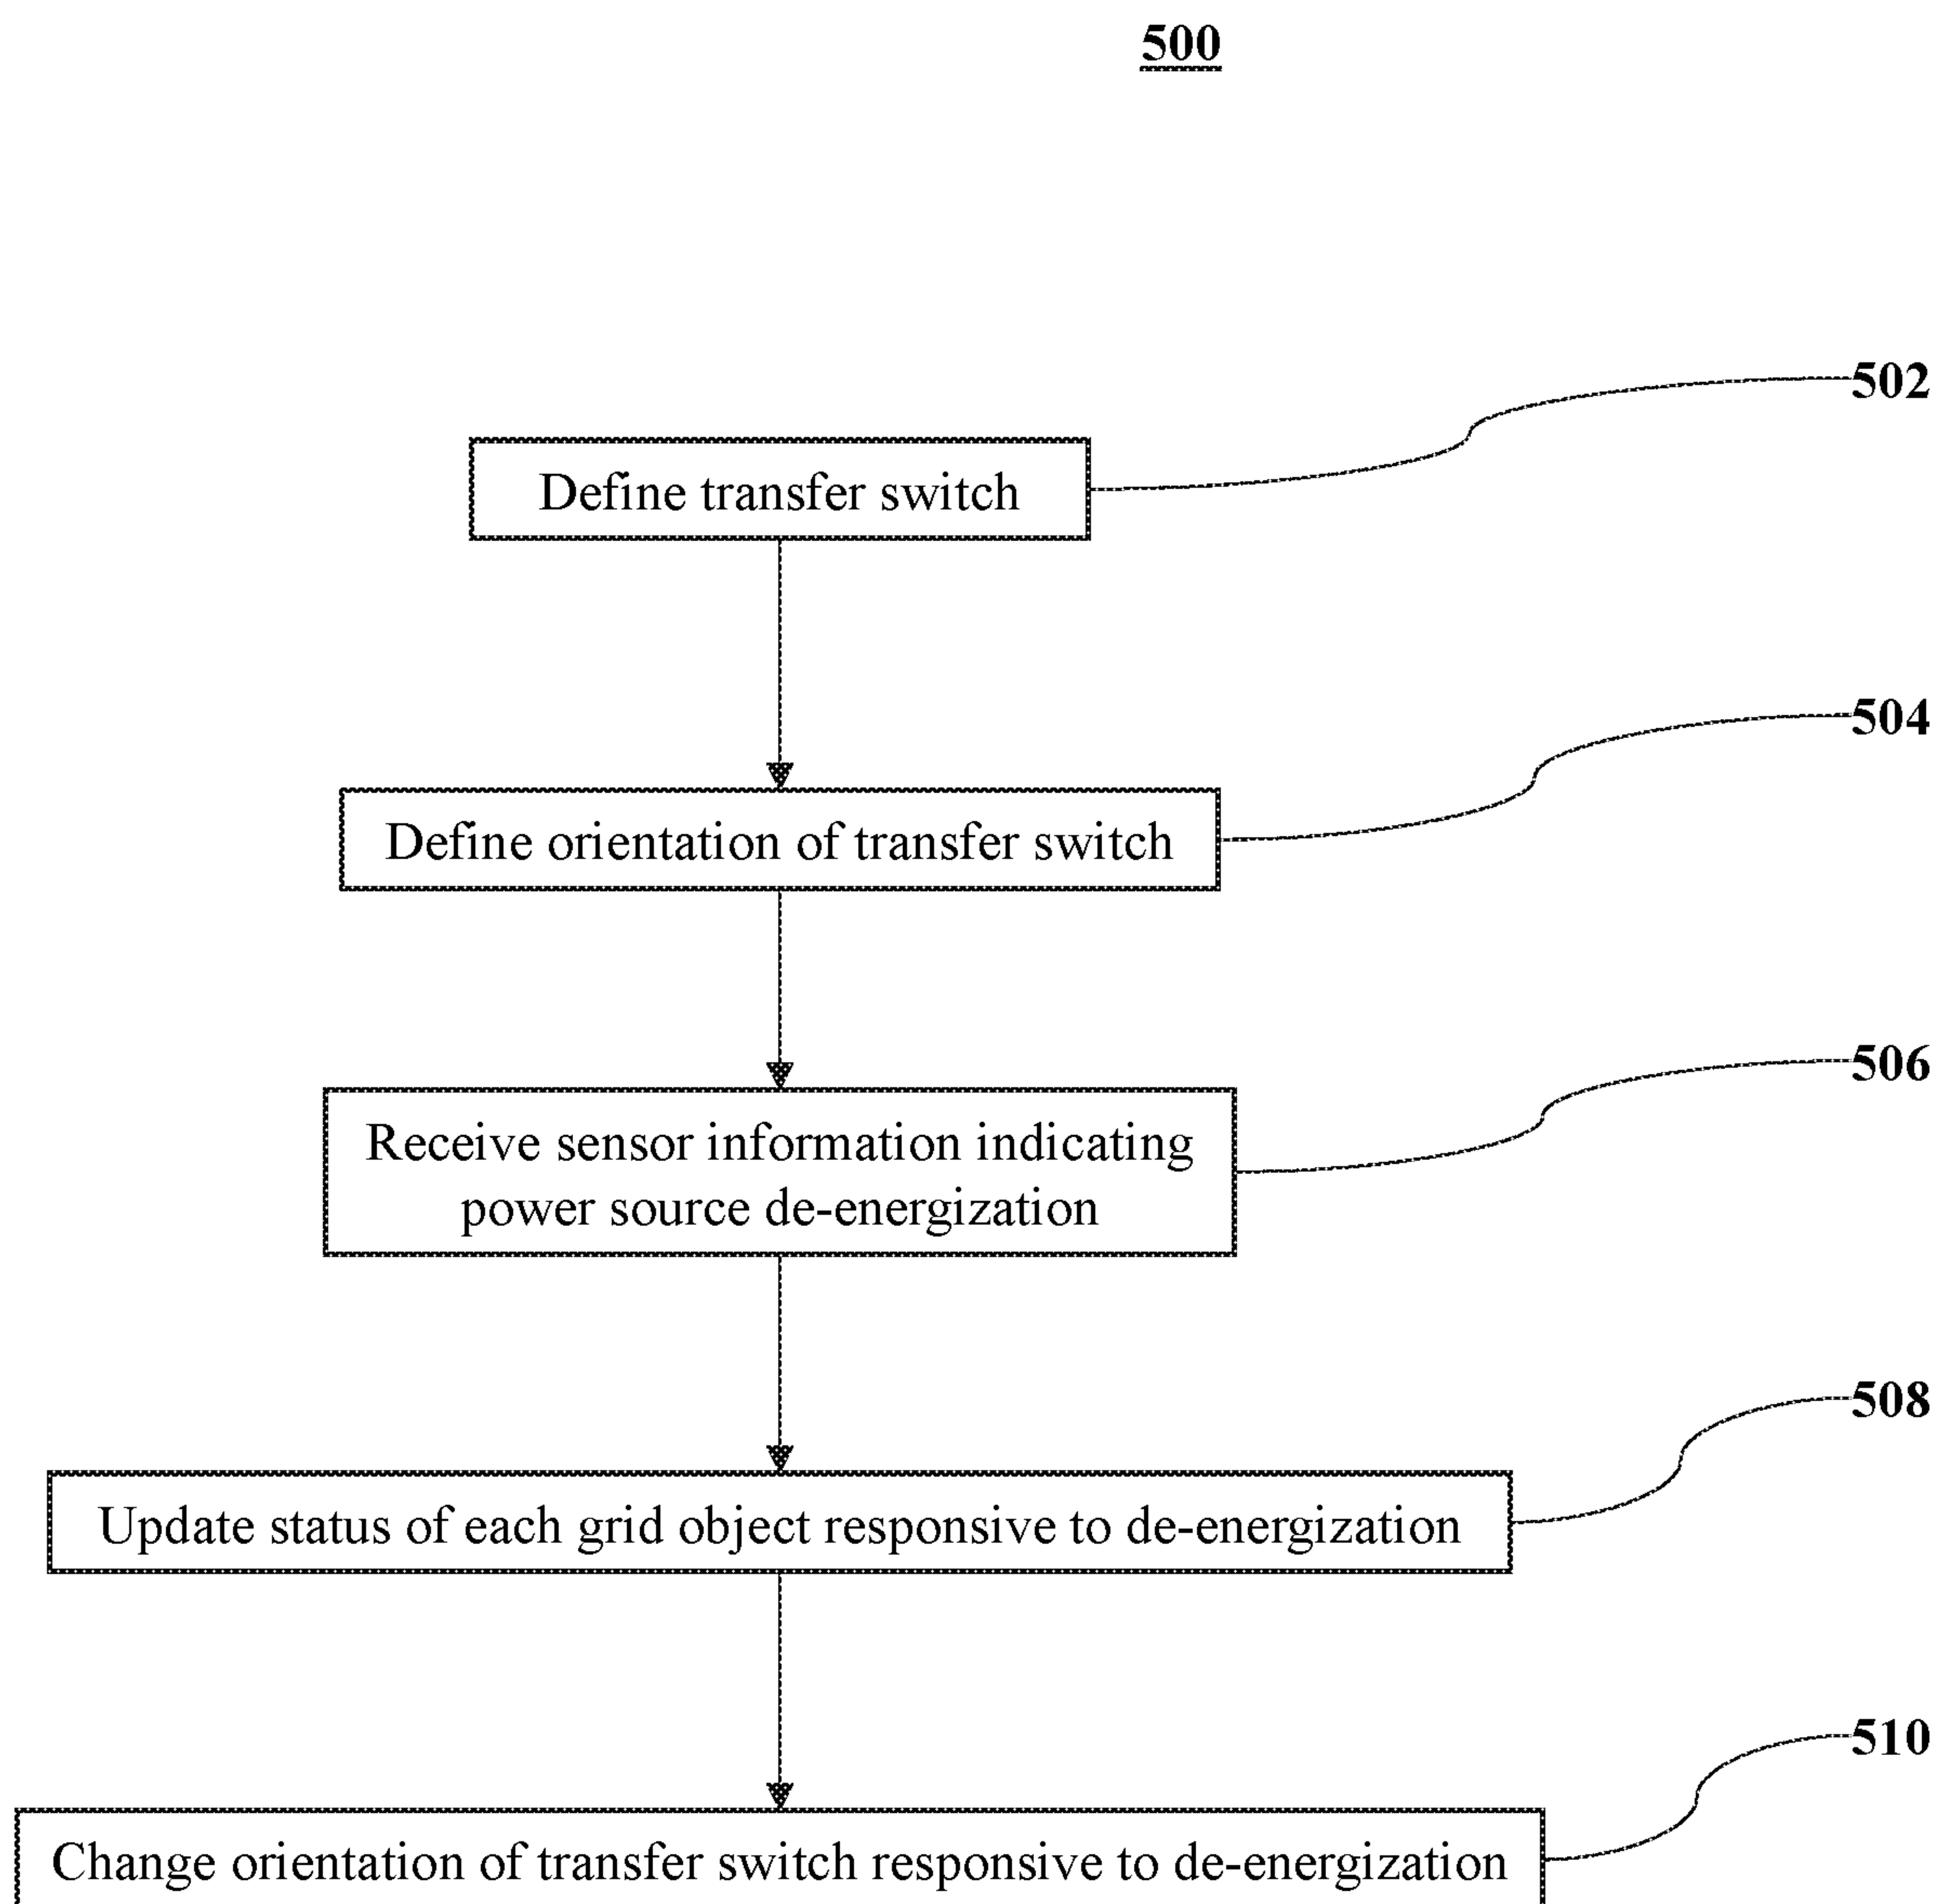 500
502
Define transfer switch
504
Define orientation of transfer switch
506
Receive sensor information indicating
power source de-energization
508
Update status of each grid object responsive to de-energization
510
Change orientation of transfer switch responsive to de-energization